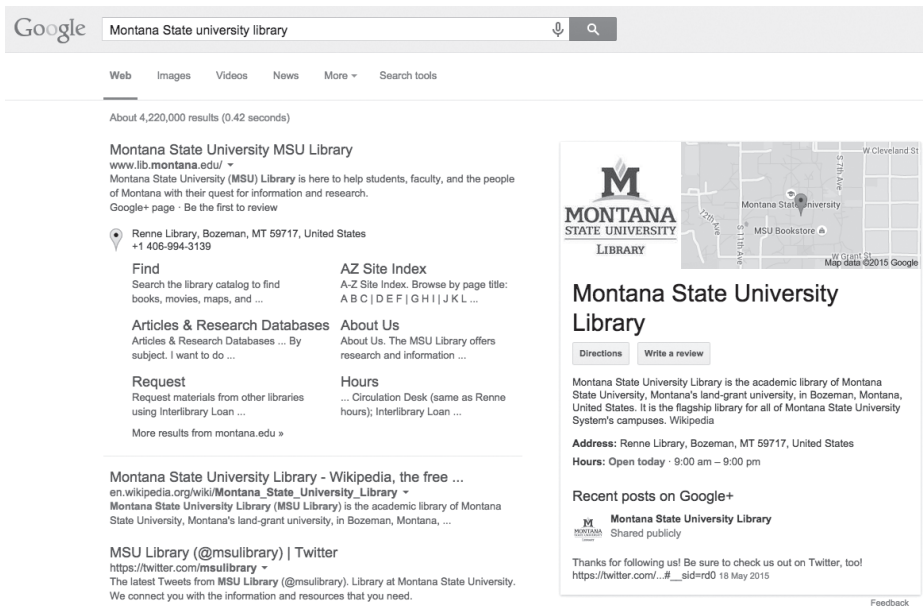 Google
Montana State university library
Web Images Videos News More Search tools
About 4,220,000 results (0.42 seconds)
Montana State University MSU Library
www.lib.montana.edu/
Montana State University (MSU) Library is here to help students, faculty, and the people
of Montana with their quest for information and research.
Google+ page · Be the first to review
Renne Library, Bozeman, MT 59717, United States
+1 406-994-3139
Find
Search the library catalog to find
books, movies, maps, and ...
AZ Site Index
A-Z Site Index. Browse by page title:
A B C | D E F | G H I | J K L ...
Articles & Research Databases
Articles & Research Databases ... By
subject. I want to do ...
About Us
About Us. The MSU Library offers
research and information ...
Request
Request materials from other libraries
using Interlibrary Loan ...
Hours
... Circulation Desk (same as Renne
hours); Interlibrary Loan ...
More results from montana.edu »
Montana State University Library - Wikipedia, the free ...
en.wikipedia.org/wiki/Montana_State_University_Library
Montana State University Library (MSU Library) is the academic library of Montana
State University, Montana's land-grant university, in Bozeman, Montana, ...
MSU Library (@msulibrary) | Twitter
https://twitter.com/msulibrary
The latest Tweets from MSU Library (@msulibrary). Library at Montana State University.
We connect you with the information and resources that you need.
M
MONTANA
STATE UNIVERSITY
LIBRARY
W Cleveland St
S 7th Ave
Montana State University
12th Ave
S 11th Ave
MSU Bookstore
W Grant St
Map data ©2015 Google
Montana State University
Library
Directions Write a review
Montana State University Library is the academic library of Montana
State University, Montana's land-grant university, in Bozeman, Montana,
United States. It is the flagship library for all of Montana State University
System's campuses. Wikipedia
Address: Renne Library, Bozeman, MT 59717, United States
Hours: Open today · 9:00 am – 9:00 pm
Recent posts on Google+
M
MONTANA
Montana State University Library
Shared publicly
Thanks for following us! Be sure to check us out on Twitter, too!
https://twitter.com/...#__sid=rd0 18 May 2015
Feedback